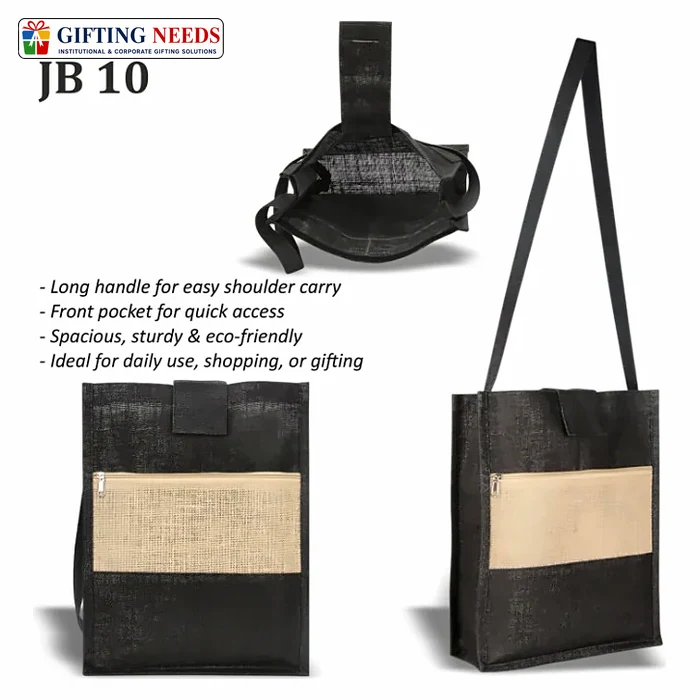 GIFTING NEEDS
INSTITUTIONAL & CORPORATE GIFTING SOLUTIONS
JB 10
- Long handle for easy shoulder carry
- Front pocket for quick access
- Spacious, sturdy & eco-friendly
- Ideal for daily use, shopping, or gifting